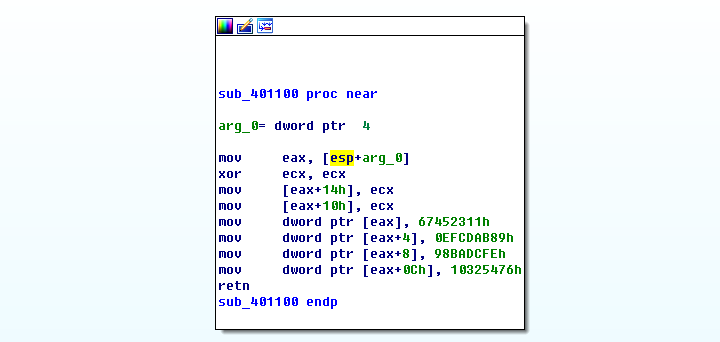 sub_401100 proc near
arg_0= dword ptr  4
mov     eax, [esp+arg_0]
xor     ecx, ecx
mov     [eax+14h], ecx
mov     [eax+10h], ecx
mov     dword ptr [eax], 67452311h
mov     dword ptr [eax+4], 0EFCDAB89h
mov     dword ptr [eax+8], 98BADCFEh
mov     dword ptr [eax+0Ch], 10325476h
retn
sub_401100 endp